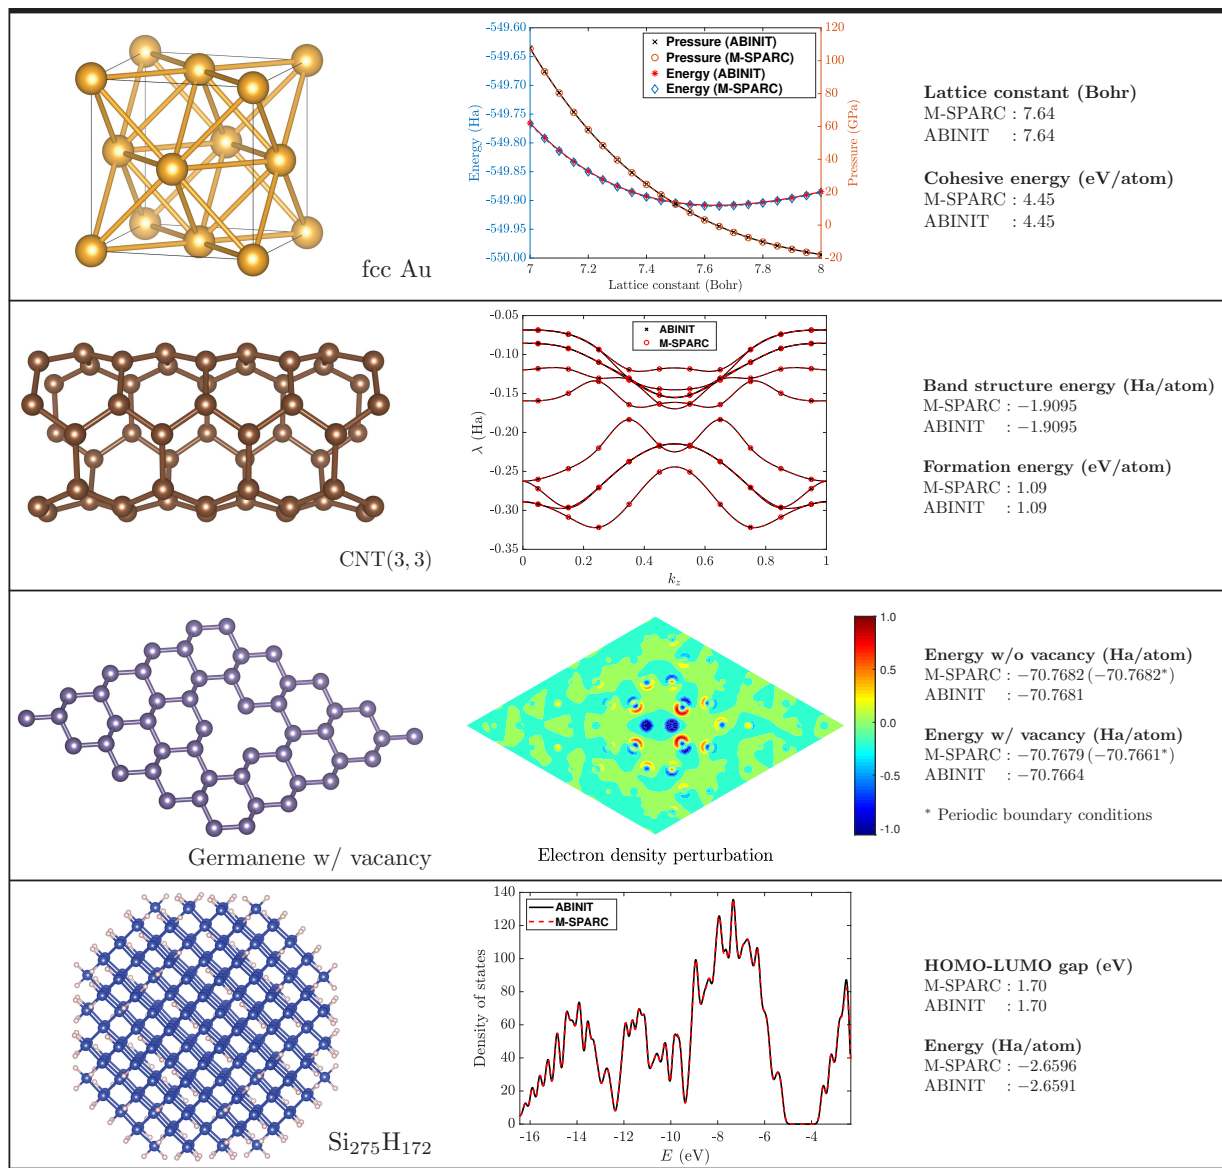 fcc Au
-549.60
-549.65
-549.70
-549.75
-549.80
-549.85
-549.90
-549.95
-550.00
Energy (Ha)
Pressure (ABINIT)
Pressure (M-SPARC)
Energy (ABINIT)
Energy (M-SPARC)
120
100
80
60
40
20
0
-20
Pressure (GPa)
7 7.2 7.4 7.6 7.8 8
Lattice constant (Bohr)
Lattice constant (Bohr)
M-SPARC : 7.64
ABINIT : 7.64
Cohesive energy (eV/atom)
M-SPARC : 4.45
ABINIT : 4.45
CNT(3, 3)
-0.05
-0.10
-0.15
-0.20
-0.25
-0.30
-0.35
λ (Ha)
ABINIT
M-SPARC
0 0.2 0.4 0.6 0.8 1
k_z
Band structure energy (Ha/atom)
M-SPARC : −1.9095
ABINIT : −1.9095
Formation energy (eV/atom)
M-SPARC : 1.09
ABINIT : 1.09
Germanene w/ vacancy
Electron density perturbation
1.0
0.5
0.0
-0.5
-1.0
Energy w/o vacancy (Ha/atom)
M-SPARC : −70.7682 (−70.7682*)
ABINIT : −70.7681
Energy w/ vacancy (Ha/atom)
M-SPARC : −70.7679 (−70.7661*)
ABINIT : −70.7664
* Periodic boundary conditions
Si₂₇₅H₁₇₂
140
120
100
80
60
40
20
0
Density of states
ABINIT
M-SPARC
-16 -14 -12 -10 -8 -6 -4
E (eV)
HOMO-LUMO gap (eV)
M-SPARC : 1.70
ABINIT : 1.70
Energy (Ha/atom)
M-SPARC : −2.6596
ABINIT : −2.6591